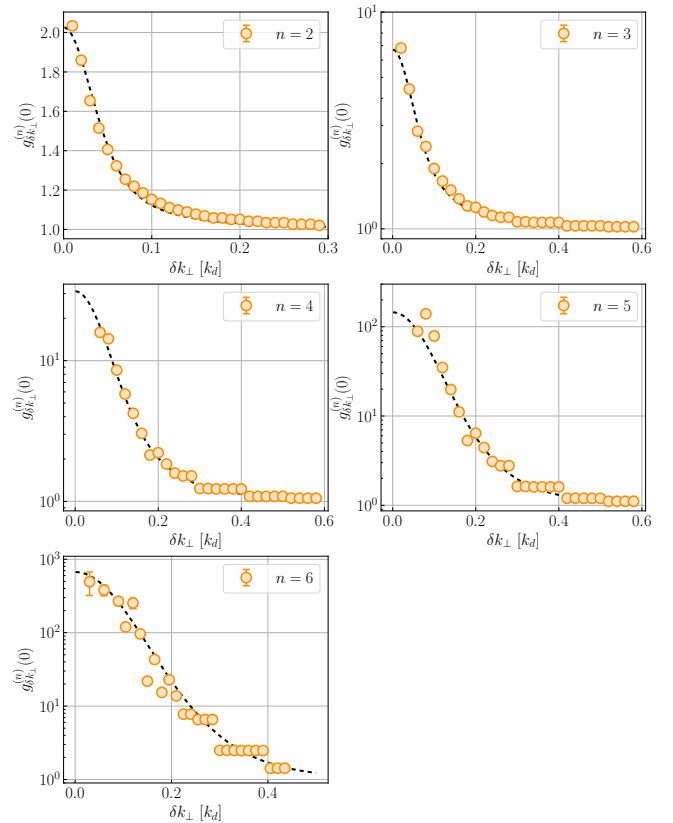 n = 2
2.0
1.8
1.6
1.4
1.2
1.0
g^{(n)}_{δk⊥}(0)
0.0 0.1 0.2 0.3
δk⊥ [k_d]
n = 3
10^1
10^0
g^{(n)}_{δk⊥}(0)
0.0 0.2 0.4 0.6
δk⊥ [k_d]
n = 4
10^1
10^0
g^{(n)}_{δk⊥}(0)
0.0 0.2 0.4 0.6
δk⊥ [k_d]
n = 5
10^2
10^1
10^0
g^{(n)}_{δk⊥}(0)
0.0 0.2 0.4 0.6
δk⊥ [k_d]
n = 6
10^3
10^2
10^1
10^0
g^{(n)}_{δk⊥}(0)
0.0 0.2 0.4
δk⊥ [k_d]